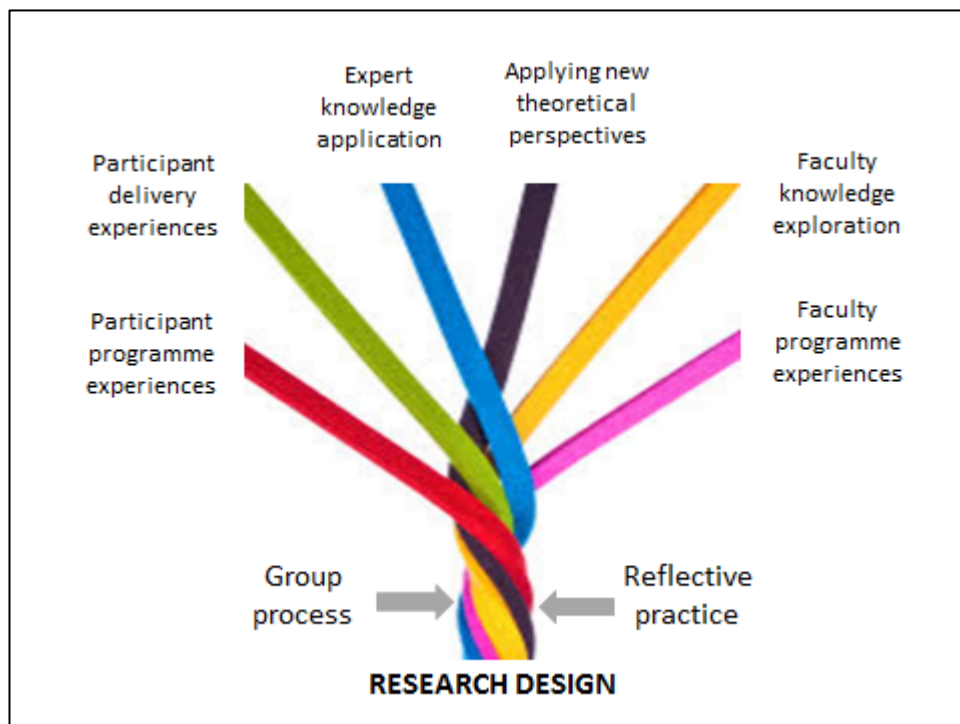 Expert
knowledge
application
Applying new
theoretical
perspectives
Participant
delivery
experiences
Faculty
knowledge
exploration
Participant
programme
experiences
Faculty
programme
experiences
Group
process
Reflective
practice
RESEARCH DESIGN